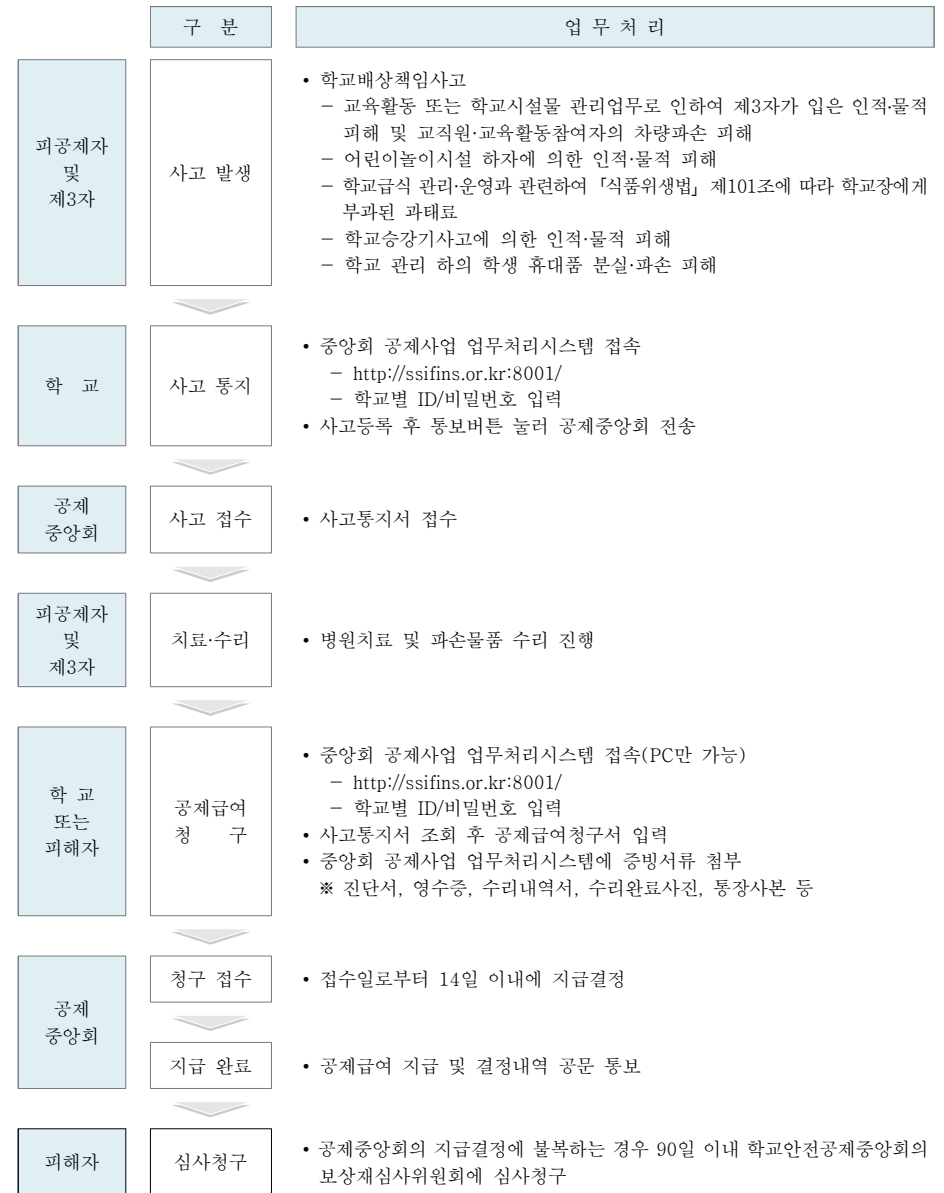 구 분
업 무 처 리
피공제자
및
제3자
사고 발생
• 학교배상책임사고
− 교육활동 또는 학교시설물 관리업무로 인하여 제3자가 입은 인적·물적
피해 및 교직원·교육활동참여자의 차량파손 피해
− 어린이놀이시설 하자에 의한 인적·물적 피해
− 학교급식 관리·운영과 관련하여「식품위생법」제101조에 따라 학교장에게
부과된 과태료
− 학교승강기사고에 의한 인적·물적 피해
− 학교 관리 하의 학생 휴대품 분실·파손 피해
학 교
사고 통지
• 중앙회 공제사업 업무처리시스템 접속
− http://ssifins.or.kr:8001/
− 학교별 ID/비밀번호 입력
• 사고등록 후 통보버튼 눌러 공제중앙회 전송
공제
중앙회
사고 접수
• 사고통지서 접수
피공제자
및
제3자
치료·수리
• 병원치료 및 파손물품 수리 진행
학 교
또는
피해자
공제급여
청 구
• 중앙회 공제사업 업무처리시스템 접속(PC만 가능)
− http://ssifins.or.kr:8001/
− 학교별 ID/비밀번호 입력
• 사고통지서 조회 후 공제급여청구서 입력
• 중앙회 공제사업 업무처리시스템에 증빙서류 첨부
※ 진단서, 영수증, 수리내역서, 수리완료사진, 통장사본 등
공제
중앙회
청구 접수
• 접수일로부터 14일 이내에 지급결정
지급 완료
• 공제급여 지급 및 결정내역 공문 통보
피해자
심사청구
• 공제중앙회의 지급결정에 불복하는 경우 90일 이내 학교안전공제중앙회의
보상재심사위원회에 심사청구